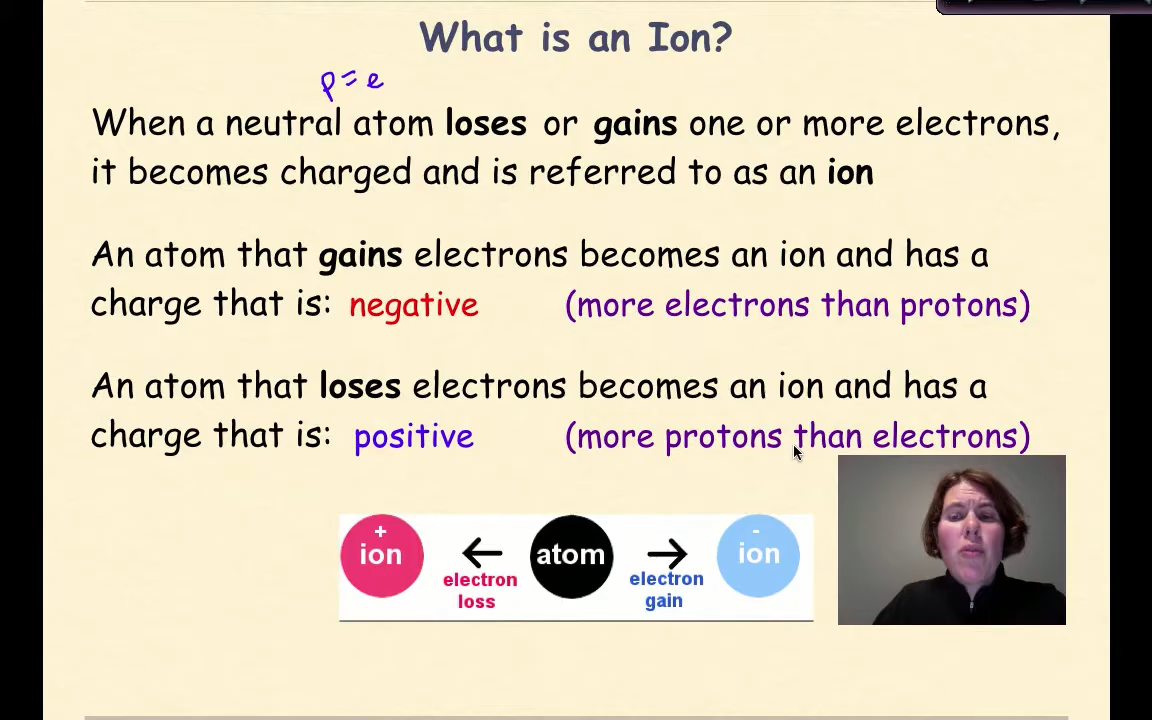 What is an Ion?
p = e
When a neutral atom loses or gains one or more electrons,
it becomes charged and is referred to as an ion
An atom that gains electrons becomes an ion and has a
charge that is: negative (more electrons than protons)
An atom that loses electrons becomes an ion and has a
charge that is: positive (more protons than electrons)
+
ion
electron
loss
atom
electron
gain
-
ion